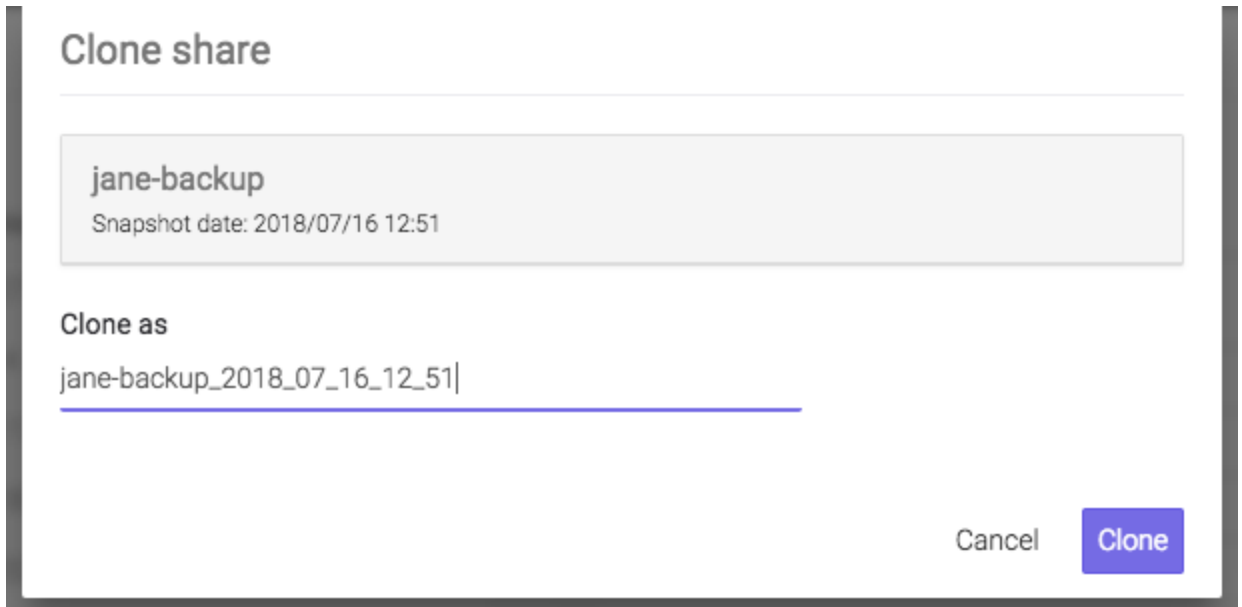 Clone share
jane-backup
Snapshot date: 2018/07/16 12:51
Clone as
jane-backup_2018_07_16_12_51
Cancel
Clone